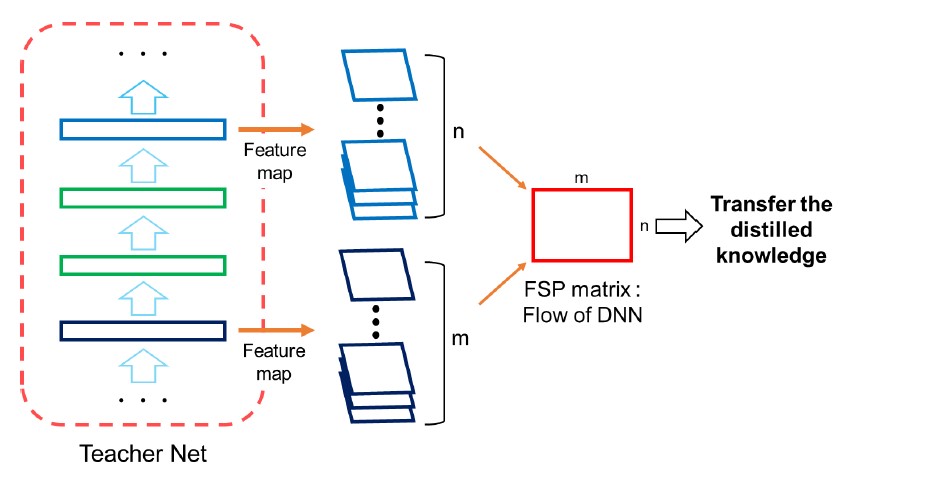 . . .
Feature
map
n
m
n
Transfer the
distilled
knowledge
FSP matrix :
Flow of DNN
Feature
map
m
. . .
Teacher Net